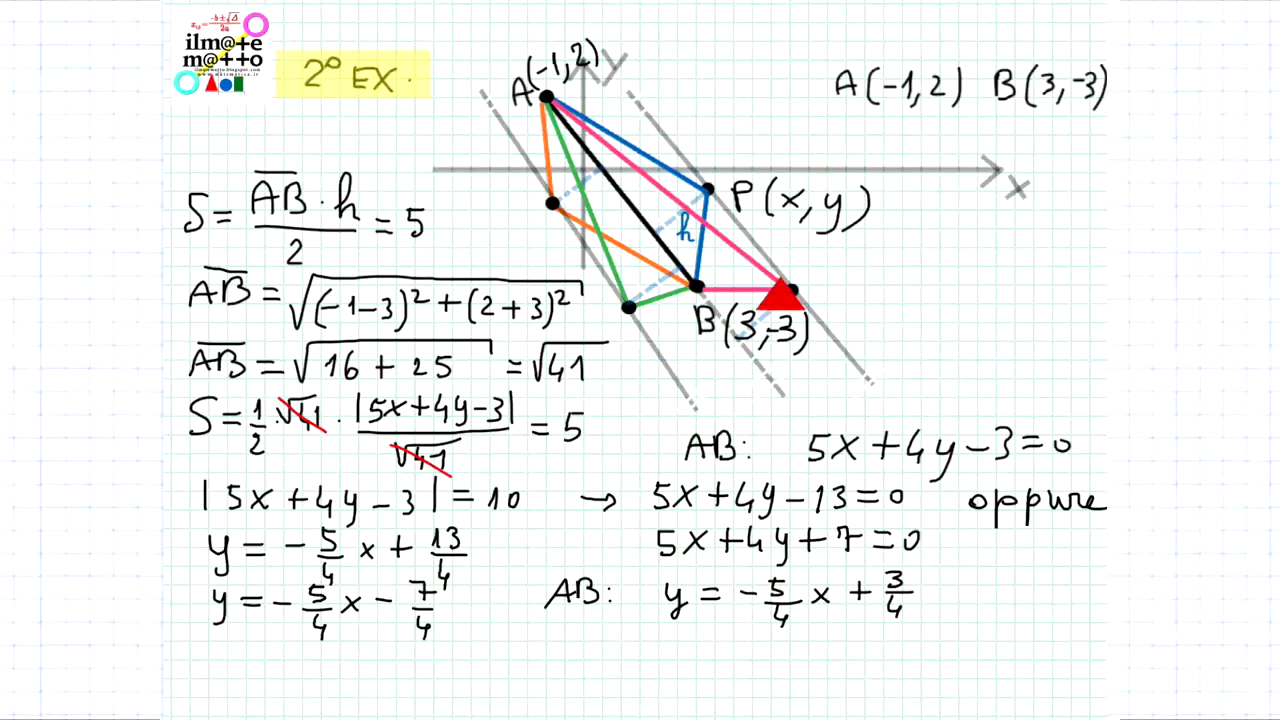 x₁,₂ = (-b ± √Δ)/2a
ilm@+e
m@++o
2° EX.
A(-1,2)
y
A(-1,2) B(3,-3)
x
P(x,y)
h
B(3,-3)
S = (A̅B̅ · h)/2 = 5
A̅B̅ = √((-1-3)² + (2+3)²)
A̅B̅ = √(16 + 25) = √41
S = 1/2 · √41 · |5x+4y-3|/√41 = 5
AB: 5x + 4y - 3 = 0
|5x + 4y - 3| = 10 → 5x + 4y - 13 = 0 oppure
y = -5/4 x + 13/4 5x + 4y + 7 = 0
y = -5/4 x - 7/4 AB: y = -5/4 x + 3/4